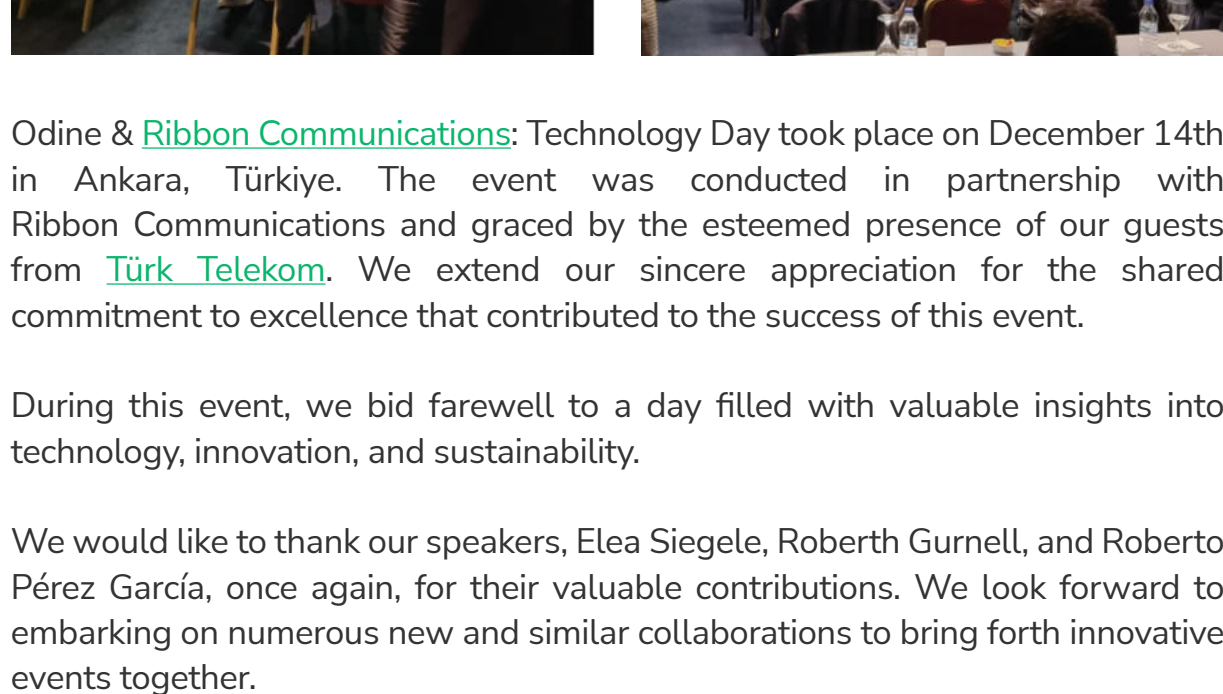 Odine & Ribbon Communications: Technology Day took place on December 14th
in Ankara, Türkiye. The event was conducted in partnership with
Ribbon Communications and graced by the esteemed presence of our guests
from Türk Telekom. We extend our sincere appreciation for the shared
commitment to excellence that contributed to the success of this event.
During this event, we bid farewell to a day filled with valuable insights into
technology, innovation, and sustainability.
We would like to thank our speakers, Elea Siegele, Roberth Gurnell, and Roberto
Pérez García, once again, for their valuable contributions. We look forward to
embarking on numerous new and similar collaborations to bring forth innovative
events together.